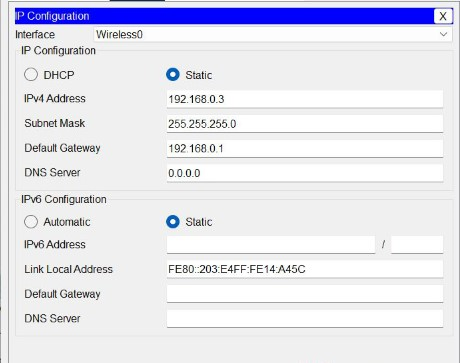 IP Configuration X
Interface Wireless0
IP Configuration
DHCP Static
IPv4 Address 192.168.0.3
Subnet Mask 255.255.255.0
Default Gateway 192.168.0.1
DNS Server 0.0.0.0
IPv6 Configuration
Automatic Static
IPv6 Address /
Link Local Address FE80::203:E4FF:FE14:A45C
Default Gateway
DNS Server